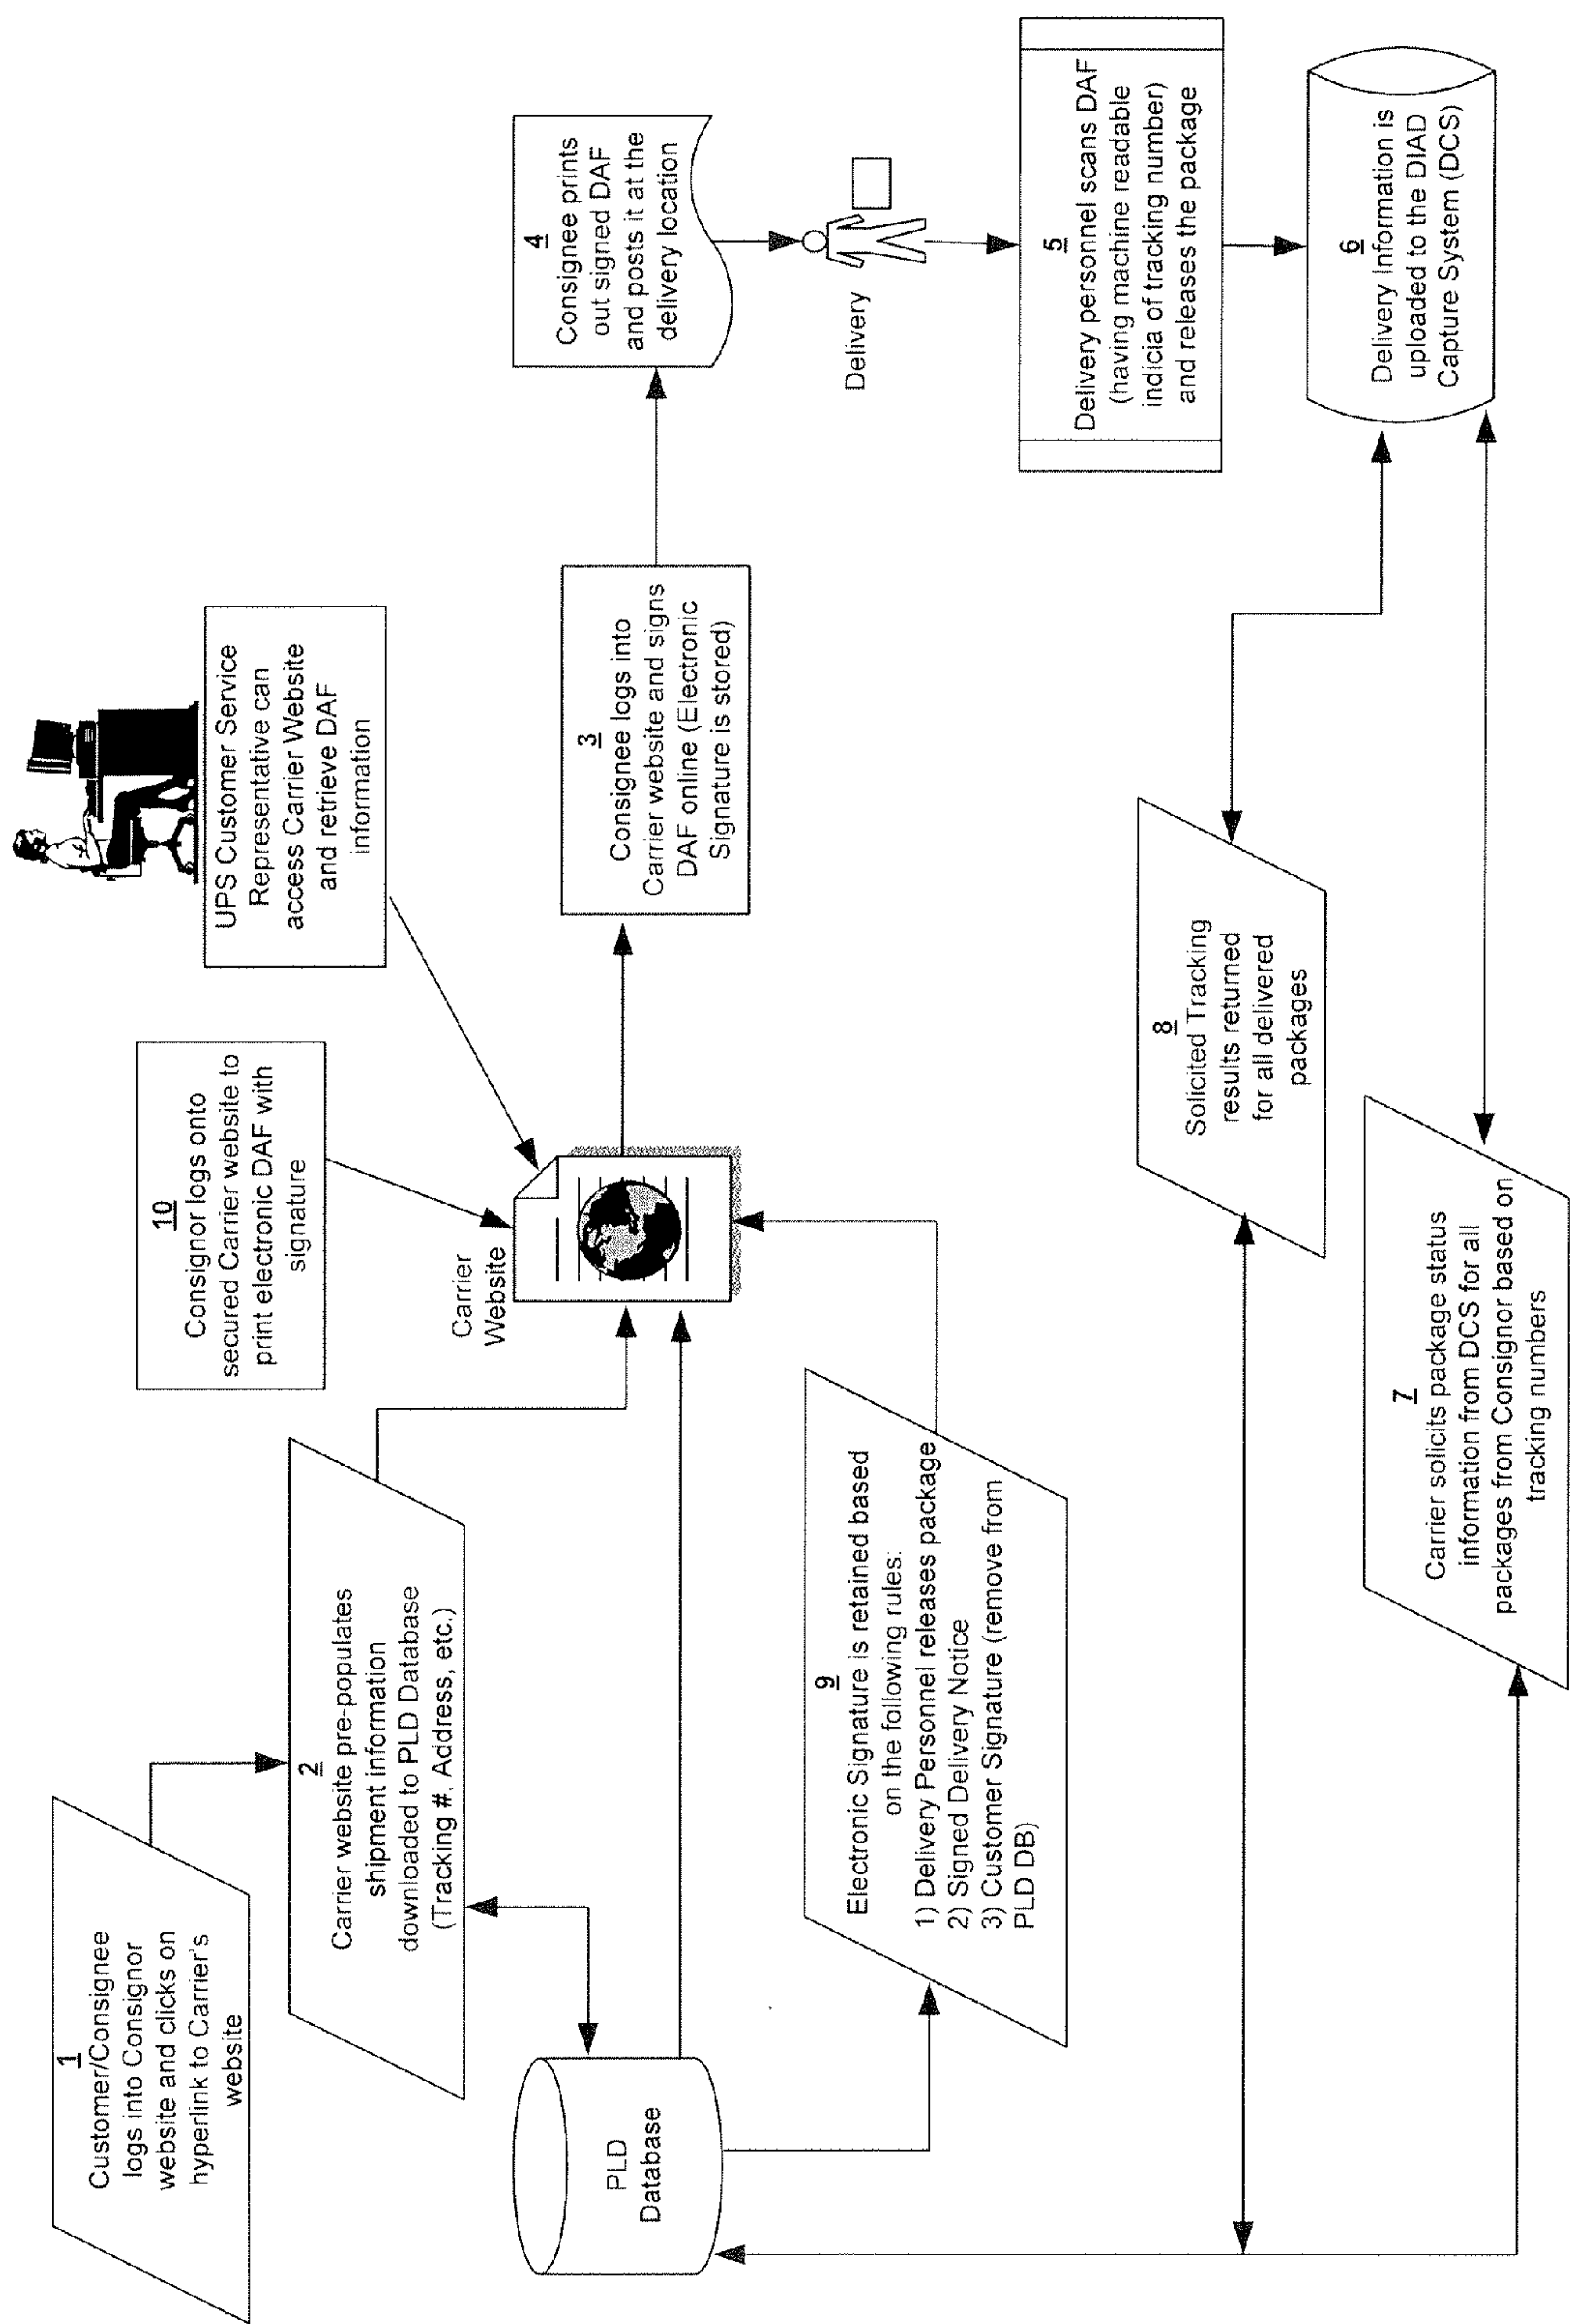 1
Customer/Consignee
logs into Consignor
website and clicks on
hyperlink to Carrier's
website
2
Carrier website pre-populates
shipment information
downloaded to PLD Database
(Tracking #, Address, etc.)
PLD
Database
10
Consignor logs onto
secured Carrier website to
print electronic DAF with
signature
UPS Customer Service
Representative can
access Carrier Website
and retrieve DAF
information
Carrier
Website
3
Consignee logs into
Carrier website and signs
DAF online (Electronic
Signature is stored)
4
Consignee prints
out signed DAF
and posts it at the
delivery location
Delivery
5
Delivery personnel scans DAF
(having machine readable
indicia of tracking number)
and releases the package
6
Delivery Information is
uploaded to the DIAD
Capture System (DCS)
9
Electronic Signature is retained based
on the following rules:
1) Delivery Personnel releases package
2) Signed Delivery Notice
3) Customer Signature (remove from
PLD DB)
8
Solicited Tracking
results returned
for all delivered
packages
7
Carrier solicits package status
information from DCS for all
packages from Consignor based on
tracking numbers